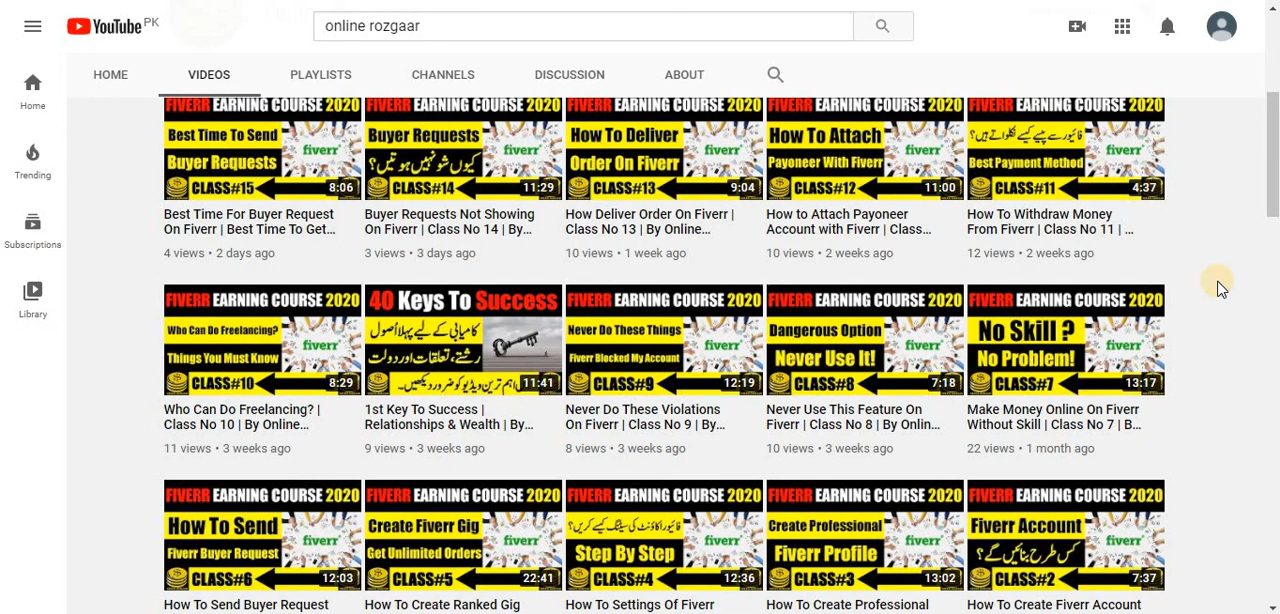 YouTube PK
online rozgaar
HOME VIDEOS PLAYLISTS CHANNELS DISCUSSION ABOUT
Home
Trending
Subscriptions
Library
FIVERR EARNING COURSE 2020
Best Time To Send
Buyer Requests
fiverr
CLASS#15
8:06
Best Time For Buyer Request
On Fiverr | Best Time To Get...
4 views • 2 days ago
FIVERR EARNING COURSE 2020
Buyer Requests
کیوں شو نہیں ہوتیں؟
fiverr
CLASS#14
11:29
Buyer Requests Not Showing
On Fiverr | Class No 14 | By...
3 views • 3 days ago
FIVERR EARNING COURSE 2020
How To Deliver
Order On Fiverr
fiverr
CLASS#13
9:04
How Deliver Order On Fiverr |
Class No 13 | By Online...
10 views • 1 week ago
FIVERR EARNING COURSE 2020
How To Attach
Payoneer With Fiverr
fiverr
CLASS#12
11:00
How to Attach Payoneer
Account with Fiverr | Class...
10 views • 2 weeks ago
FIVERR EARNING COURSE 2020
فائیور سے پیسے کیسے نکلواتے ہیں؟
Best Payment Method
fiverr
CLASS#11
4:37
How To Withdraw Money
From Fiverr | Class No 11 | ...
12 views • 2 weeks ago
FIVERR EARNING COURSE 2020
Who Can Do Freelancing?
Things You Must Know
fiverr
CLASS#10
8:29
Who Can Do Freelancing? |
Class No 10 | By Online...
11 views • 3 weeks ago
40 Keys To Success
کامیابی کے لیے پہلا اُصول
رشتے، تعلقات اور دولت
اہم ترین ویڈیو کو ضرور دیکھیں۔
11:41
1st Key To Success |
Relationships & Wealth | By...
9 views • 3 weeks ago
FIVERR EARNING COURSE 2020
Never Do These Things
Fiverr Blocked My Account
fiverr
CLASS#9
12:19
Never Do These Violations
On Fiverr | Class No 9 | By...
8 views • 3 weeks ago
FIVERR EARNING COURSE 2020
Dangerous Option
Never Use It!
fiverr
CLASS#8
7:18
Never Use This Feature On
Fiverr | Class No 8 | By Onlin...
10 views • 3 weeks ago
FIVERR EARNING COURSE 2020
No Skill ?
No Problem!
fiverr
CLASS#7
13:17
Make Money Online On Fiverr
Without Skill | Class No 7 | B...
22 views • 1 month ago
FIVERR EARNING COURSE 2020
How To Send
Fiverr Buyer Request
fiverr
CLASS#6
12:03
How To Send Buyer Request
FIVERR EARNING COURSE 2020
Create Fiverr Gig
Get Unlimited Orders
fiverr
CLASS#5
22:41
How To Create Ranked Gig
FIVERR EARNING COURSE 2020
فائیور اکاؤنٹ کی سیٹنگ کیسے کریں؟
Step By Step
fiverr
CLASS#4
12:36
How To Settings Of Fiverr
FIVERR EARNING COURSE 2020
Create Professional
Fiverr Profile
fiverr
CLASS#3
13:02
How To Create Professional
FIVERR EARNING COURSE 2020
Fiverr Account
کس طرح بنائیں گے؟
fiverr
CLASS#2
7:37
How To Create Fiverr Account